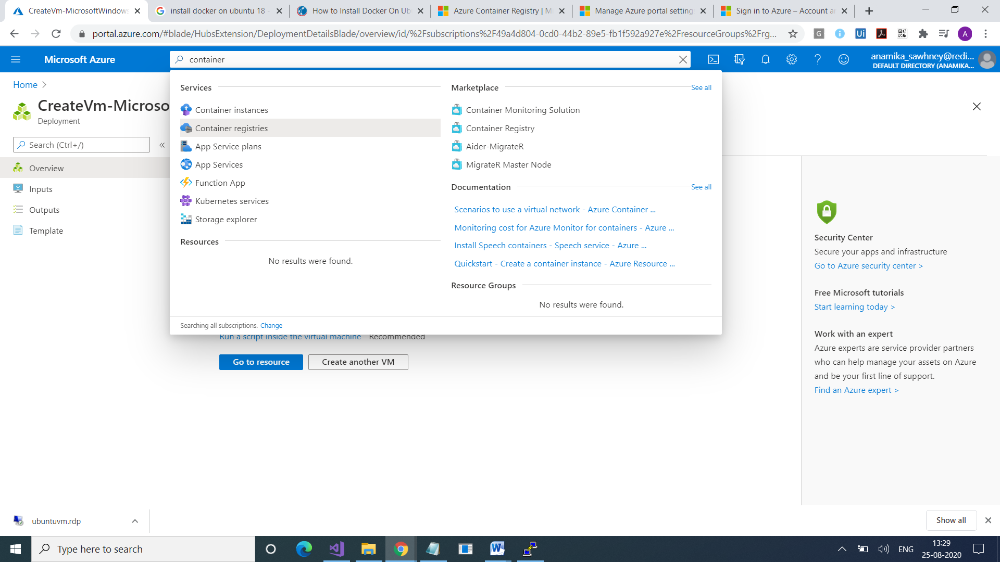 CreateVm-MicrosoftWindows
install docker on ubuntu 18 -
How to Install Docker On Ub
Azure Container Registry | M
Manage Azure portal setting
Sign in to Azure – Account a
portal.azure.com/#blade/HubsExtension/DeploymentDetailsBlade/overview/id/%2Fsubscriptions%2F49a4d804-0cd0-44b2-89e5-fb1f592a927e%2FresourceGroups%2Frg...
G
Ui
A
Microsoft Azure
container
anamika_sawhney@redi...
DEFAULT DIRECTORY (ANAMIKA...
Home
CreateVm-Microso
Deployment
Search (Ctrl+/)
Overview
Inputs
Outputs
Template
Services
Container instances
Container registries
App Service plans
App Services
Function App
Kubernetes services
Storage explorer
Resources
No results were found.
Marketplace
See all
Container Monitoring Solution
Container Registry
Aider-MigrateR
MigrateR Master Node
Documentation
See all
Scenarios to use a virtual network - Azure Container ...
Monitoring cost for Azure Monitor for containers - Azure ...
Install Speech containers - Speech service - Azure ...
Quickstart - Create a container instance - Azure Resource ...
Resource Groups
No results were found.
Searching all subscriptions. Change
Run a script inside the virtual machine Recommended
Go to resource
Create another VM
Security Center
Secure your apps and infrastructure
Go to Azure security center >
Free Microsoft tutorials
Start learning today >
Work with an expert
Azure experts are service provider partners
who can help manage your assets on Azure
and be your first line of support.
Find an Azure expert >
ubuntuvm.rdp
Show all
Type here to search
ENG
13:29
25-08-2020